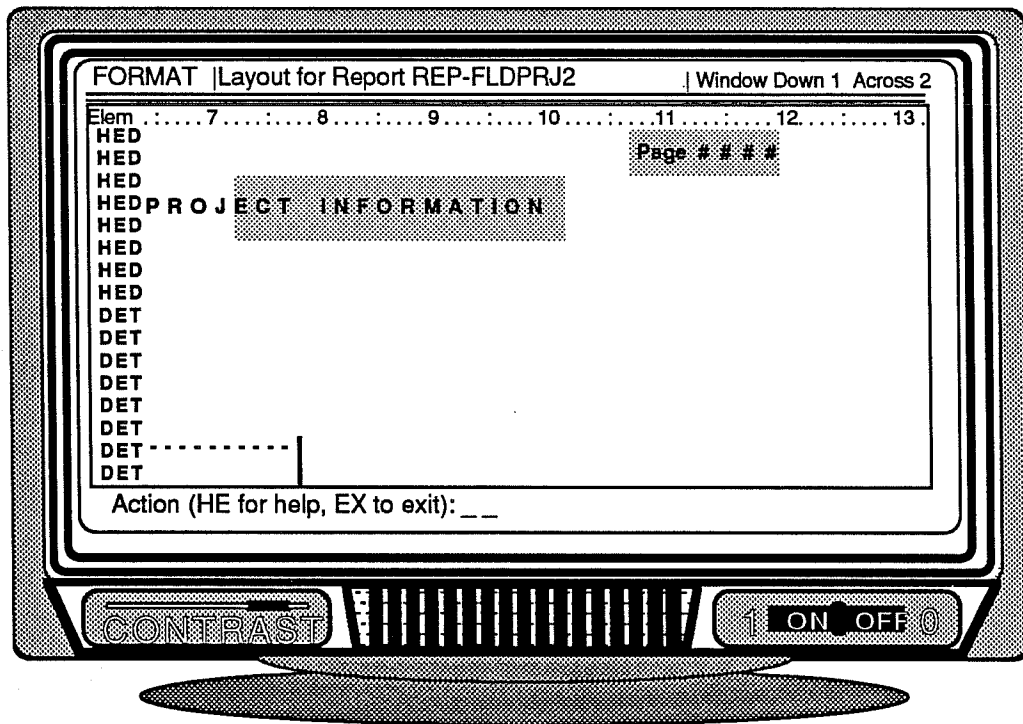 FORMAT |Layout for Report REP-FLDPRJ2 | Window Down 1 Across 2
Elem .:....7....:....8....:....9....:....10....:....11....:....12....:....13.
HED
HED Page # # # #
HED
HED P R O J E C T I N F O R M A T I O N
HED
HED
HED
HED
DET
DET
DET
DET
DET
DET
DET - - - - - - - - - - -
DET
Action (HE for help, EX to exit): _ _
CONTRAST 1 ON OFF 0